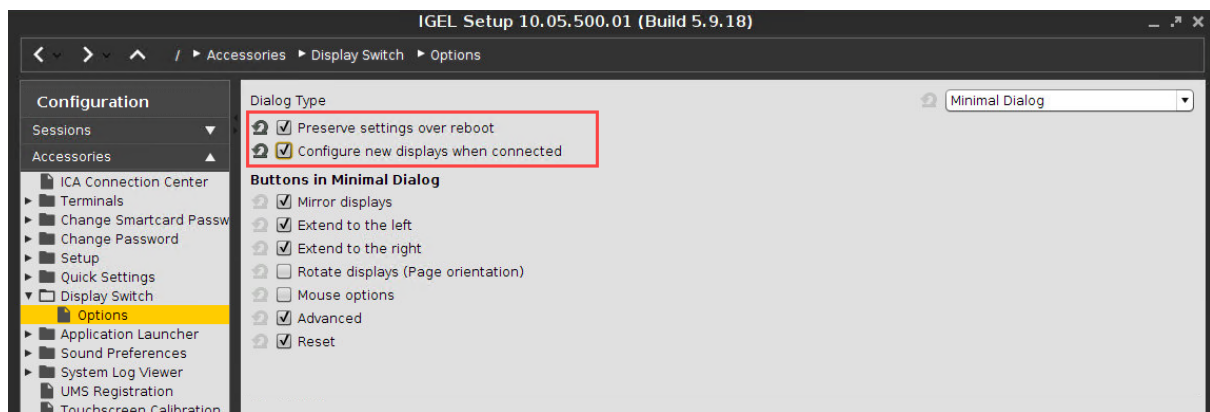 IGEL Setup 10.05.500.01 (Build 5.9.18)
/ Accessories Display Switch Options
Configuration
Sessions
Accessories
ICA Connection Center
Terminals
Change Smartcard Passw
Change Password
Setup
Quick Settings
Display Switch
Options
Application Launcher
Sound Preferences
System Log Viewer
UMS Registration
Touchscreen Calibration
Dialog Type
Minimal Dialog
Preserve settings over reboot
Configure new displays when connected
Buttons in Minimal Dialog
Mirror displays
Extend to the left
Extend to the right
Rotate displays (Page orientation)
Mouse options
Advanced
Reset